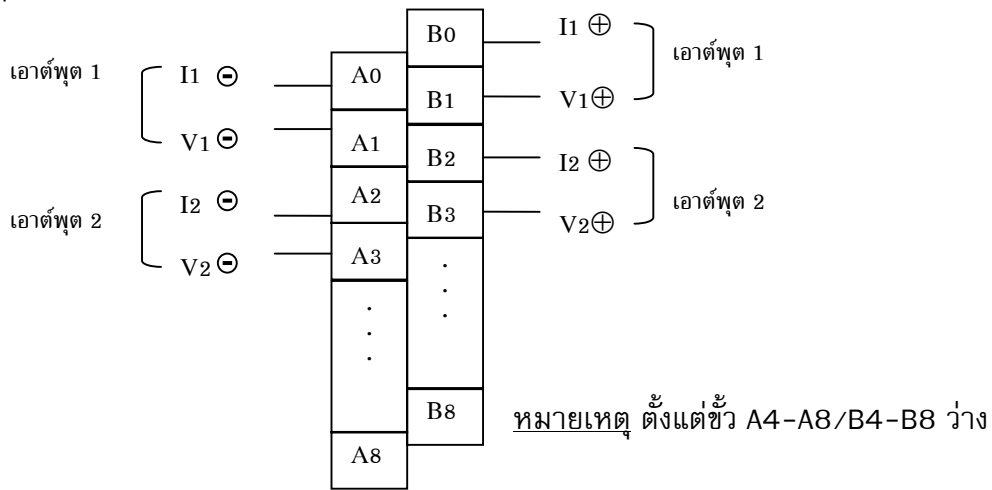 B0 I1 ⊕
เอาต์พุต 1 I1 ⊖ A0 เอาต์พุต 1
B1 V1⊕
V1⊖ A1
B2 I2 ⊕
I2 ⊖ A2 เอาต์พุต 2
เอาต์พุต 2 B3 V2⊕
V2⊖ A3
B8
หมายเหตุ ตั้งแต่ขั้ว A4-A8/B4-B8 ว่าง
A8